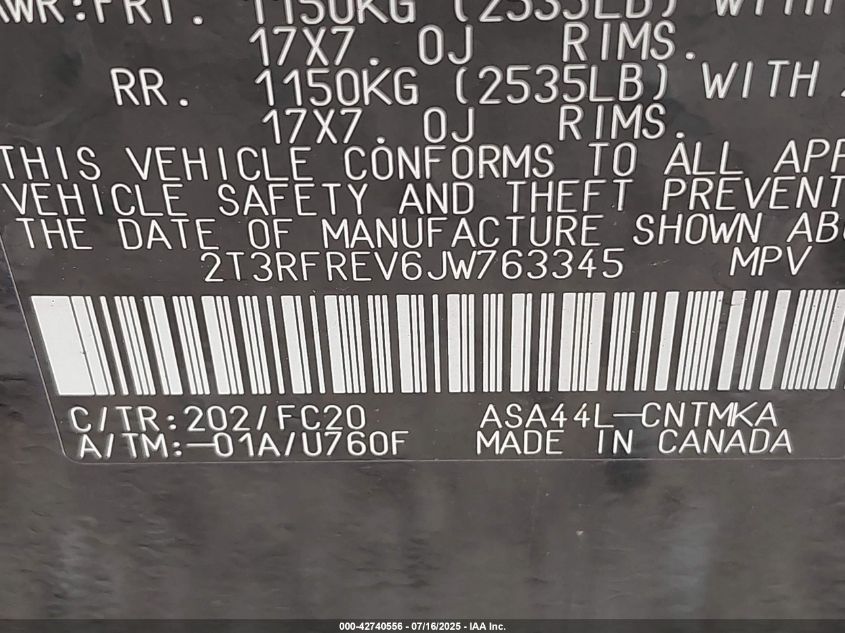 WR:FRT. 1150KG (2535LB) WITH
17X7.0J RIMS.
RR. 1150KG (2535LB) WITH
17X7.0J RIMS.
THIS VEHICLE CONFORMS TO ALL APP
VEHICLE SAFETY AND THEFT PREVENT
THE DATE OF MANUFACTURE SHOWN AB
2T3RFREV6JW763345 MPV
C/TR:202/FC20 ASA44L-CNTMKA
A/TM:-01A/U760F MADE IN CANADA
000-42740556 - 07/16/2025 - IAA Inc.